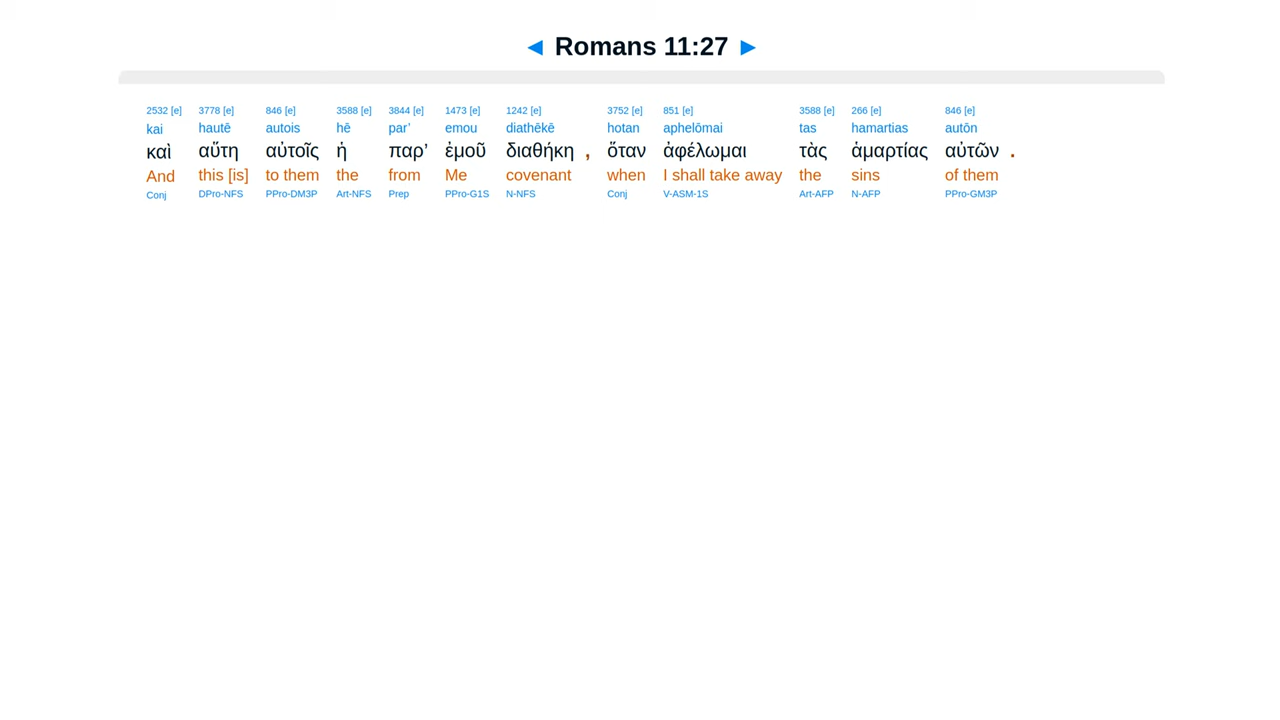 ◄ Romans 11:27 ►
2532 [e] 3778 [e] 846 [e] 3588 [e] 3844 [e] 1473 [e] 1242 [e] 3752 [e] 851 [e] 3588 [e] 266 [e] 846 [e]
kai hautē autois hē par’ emou diathēkē hotan aphelōmai tas hamartias autōn
καὶ αὕτη αὐτοῖς ἡ παρ’ ἐμοῦ διαθήκη , ὅταν ἀφέλωμαι τὰς ἁμαρτίας αὐτῶν .
And this [is] to them the from Me covenant when I shall take away the sins of them
Conj DPro-NFS PPro-DM3P Art-NFS Prep PPro-G1S N-NFS Conj V-ASM-1S Art-AFP N-AFP PPro-GM3P